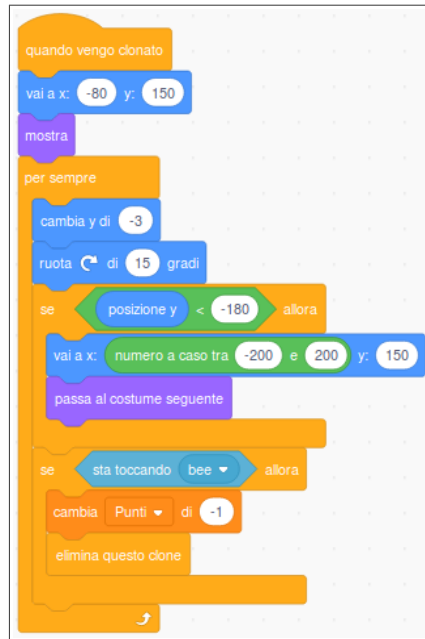 quando vengo clonato
vai a x: -80 y: 150
mostra
per sempre
cambia y di -3
ruota di 15 gradi
se posizione y < -180 allora
vai a x: numero a caso tra -200 e 200 y: 150
passa al costume seguente
se sta toccando bee allora
cambia Punti di -1
elimina questo clone